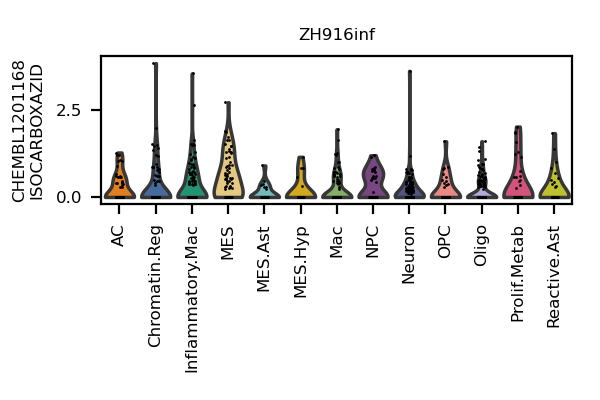 ZH916inf
CHEMBL1201168
ISOCARBOXAZID
2.5
0.0
AC
Chromatin.Reg
Inflammatory.Mac
MES
MES.Ast
MES.Hyp
Mac
NPC
Neuron
OPC
Oligo
Prolif.Metab
Reactive.Ast